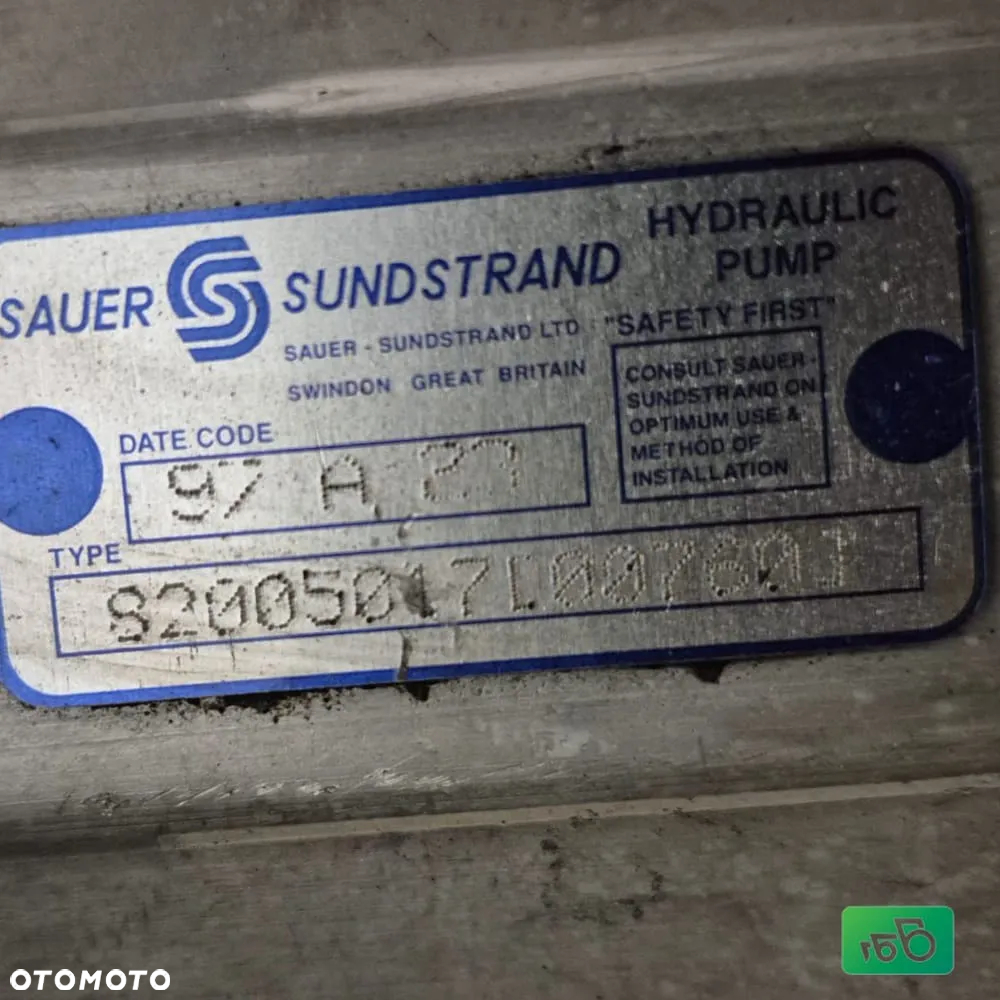 HYDRAULIC
PUMP
SAUER SUNDSTRAND
SAUER - SUNDSTRAND LTD : "SAFETY FIRST"
SWINDON GREAT BRITAIN
CONSULT SAUER -
SUNDSTRAND ON
OPTIMUM USE &
METHOD OF
INSTALLATION
DATE CODE
97 A 27
TYPE
OTOMOTO